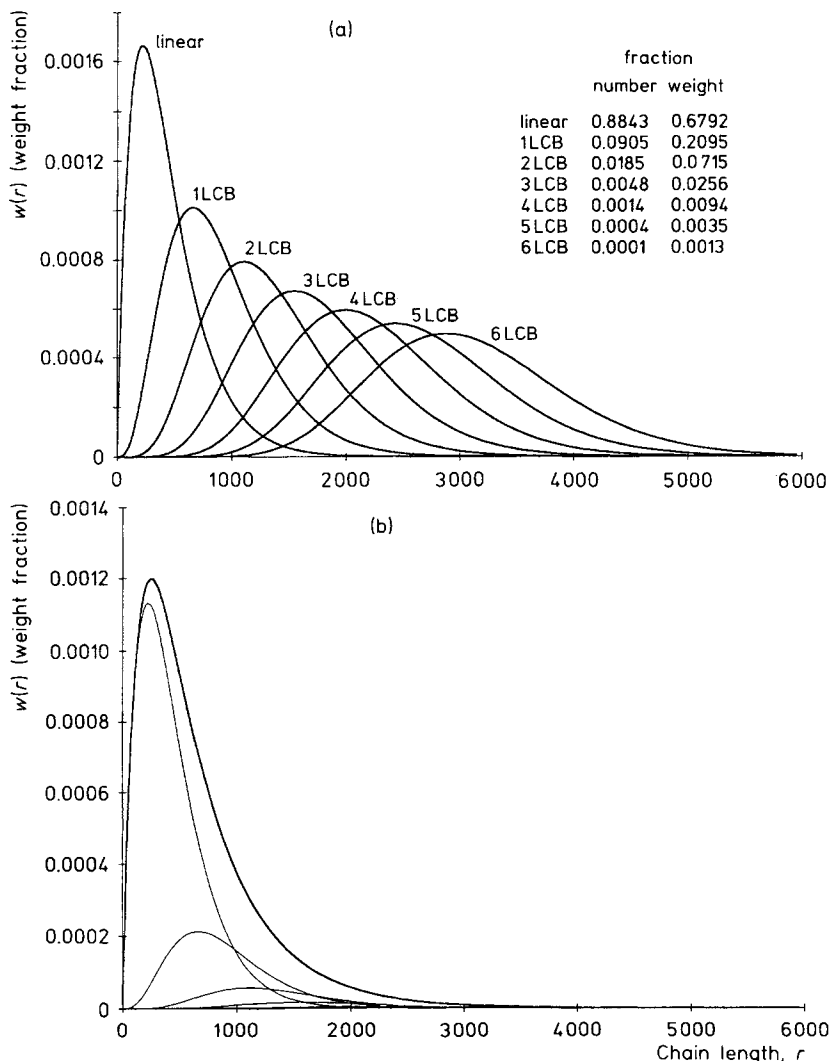 (a)
linear
1LCB
2LCB
3LCB
4LCB
5LCB
6LCB
fraction
number weight
linear 0.8843 0.6792
1LCB 0.0905 0.2095
2LCB 0.0185 0.0715
3LCB 0.0048 0.0256
4LCB 0.0014 0.0094
5LCB 0.0004 0.0035
6LCB 0.0001 0.0013
w(r) (weight fraction)
0.0016
0.0012
0.0008
0.0004
0
0 1000 2000 3000 4000 5000 6000
(b)
w(r) (weight fraction)
0.0014
0.0012
0.0010
0.0008
0.0006
0.0004
0.0002
0
0 1000 2000 3000 4000 5000 6000
Chain length, r